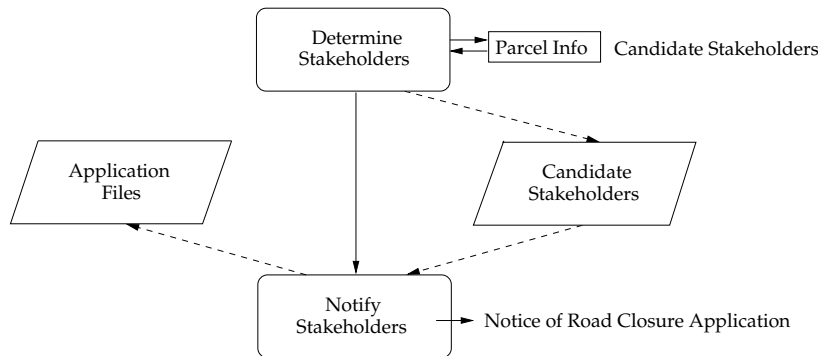 Determine
Stakeholders
Parcel Info
Candidate Stakeholders
Application
Files
Candidate
Stakeholders
Notify
Stakeholders
Notice of Road Closure Application